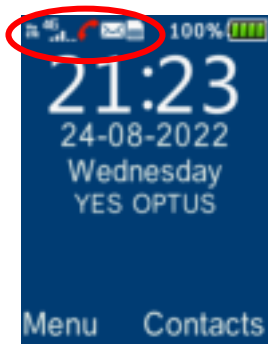 4G 100%
21:23
24-08-2022
Wednesday
YES OPTUS
Menu Contacts